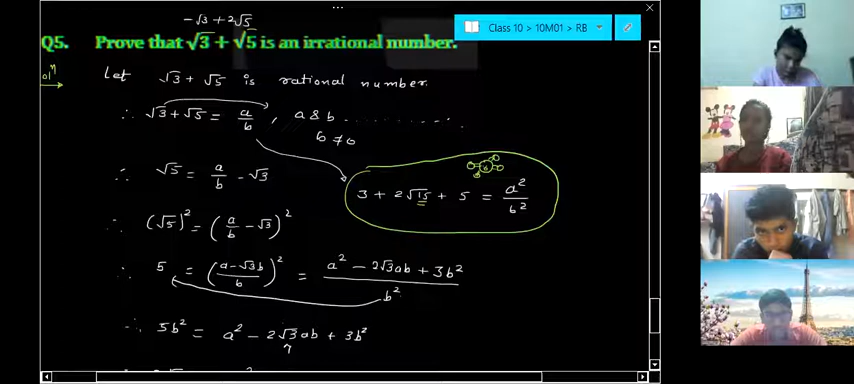 -√3 + 2√5
Q5. Prove that √3 + √5 is an irrational number.
Class 10 > 10M01 > RB
Let √3 + √5 is rational number.
∴ √3 + √5 = a/b , a & b ..............
b ≠ 0
∴ √5 = a/b - √3
3 + 2√15 + 5 = a²/b²
∴ (√5)² = (a/b - √3)²
∴ 5 = ((a-√3b)/b)² = (a² - 2√3ab + 3b²)/b²
∴ 5b² = a² - 2√3ab + 3b²